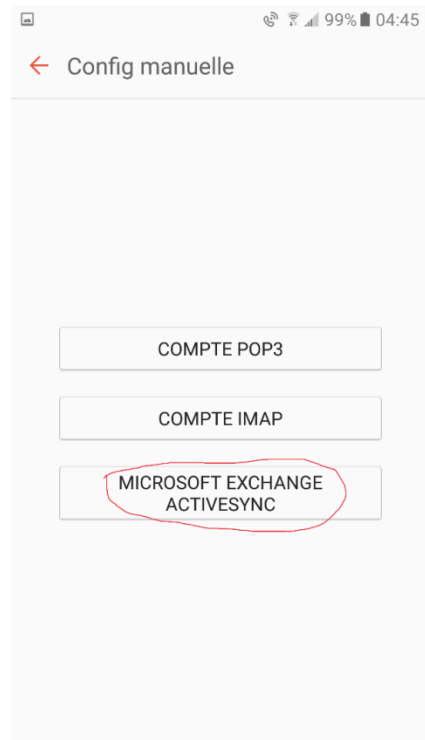 99% 04:45
Config manuelle
COMPTE POP3
COMPTE IMAP
MICROSOFT EXCHANGE
ACTIVESYNC